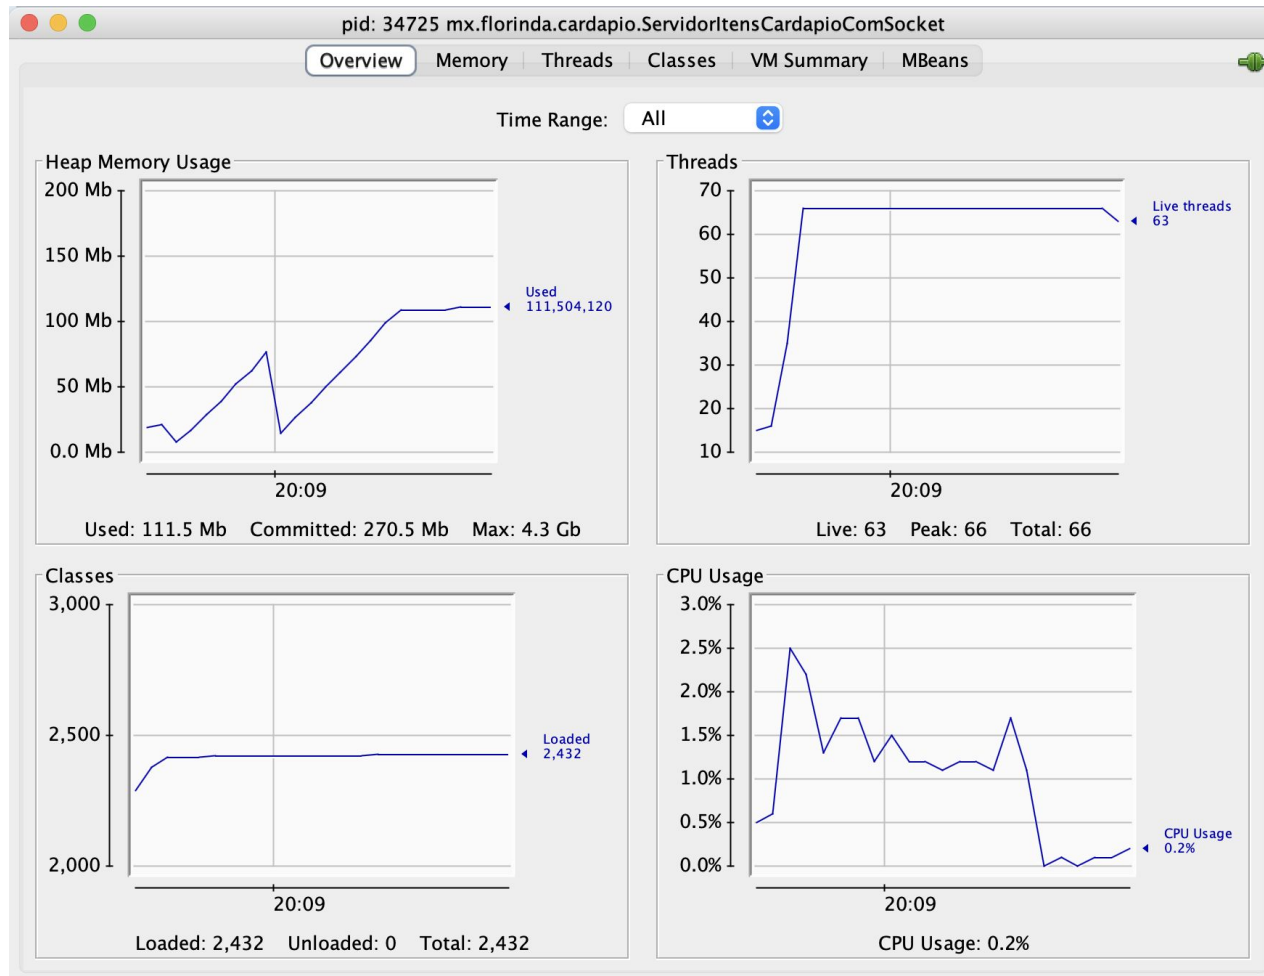 pid: 34725 mx.florinda.cardapio.ServidorItensCardapioComSocket
Overview Memory Threads Classes VM Summary MBeans
Time Range: All
Heap Memory Usage
200 Mb
150 Mb
100 Mb
50 Mb
0.0 Mb
Used
111,504,120
20:09
Used: 111.5 Mb Committed: 270.5 Mb Max: 4.3 Gb
Threads
70
60
50
40
30
20
10
Live threads
63
20:09
Live: 63 Peak: 66 Total: 66
Classes
3,000
2,500
2,000
Loaded
2,432
20:09
Loaded: 2,432 Unloaded: 0 Total: 2,432
CPU Usage
3.0%
2.5%
2.0%
1.5%
1.0%
0.5%
0.0%
CPU Usage
0.2%
20:09
CPU Usage: 0.2%